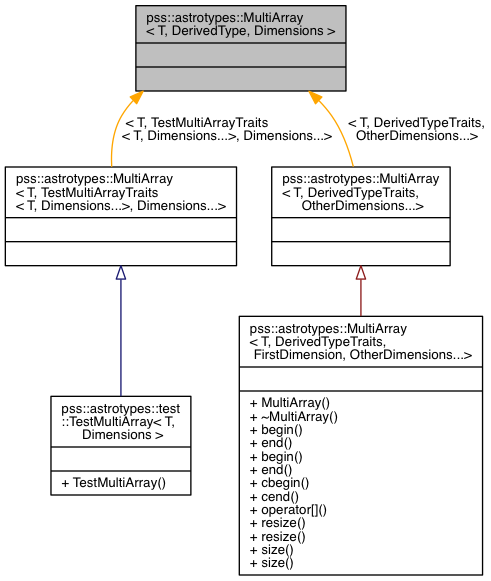 pss::astrotypes::MultiArray
< T, DerivedType, Dimensions >
< T, TestMultiArrayTraits
< T, Dimensions...>, Dimensions...>
< T, DerivedTypeTraits,
OtherDimensions...>
pss::astrotypes::MultiArray
< T, TestMultiArrayTraits
< T, Dimensions...>, Dimensions...>
pss::astrotypes::MultiArray
< T, DerivedTypeTraits,
OtherDimensions...>
pss::astrotypes::test
::TestMultiArray< T,
Dimensions >
+ TestMultiArray()
pss::astrotypes::MultiArray
< T, DerivedTypeTraits,
FirstDimension, OtherDimensions...>
+ MultiArray()
+ ~MultiArray()
+ begin()
+ end()
+ begin()
+ end()
+ cbegin()
+ cend()
+ operator[]()
+ resize()
+ resize()
+ size()
+ size()